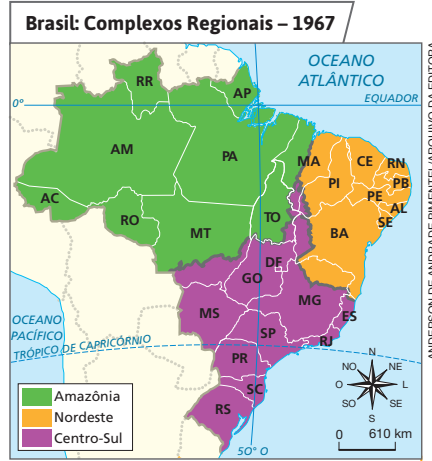 Brasil: Complexos Regionais – 1967
OCEANO
ATLÂNTICO
EQUADOR
0º
RR
AP
AM
PA
MA
CE
RN
PB
PI
PE
AL
SE
AC
RO
TO
BA
MT
DF
GO
MG
ES
MS
SP
RJ
PR
SC
RS
OCEANO
PACÍFICO
TRÓPICO DE CAPRICÓRNIO
N
NO
NE
O
L
SO
SE
S
Amazônia
Nordeste
Centro-Sul
50º O
0 610 km
ANDERSON DE ANDRADE PIMENTEL/ARQUIVO DA EDITORA